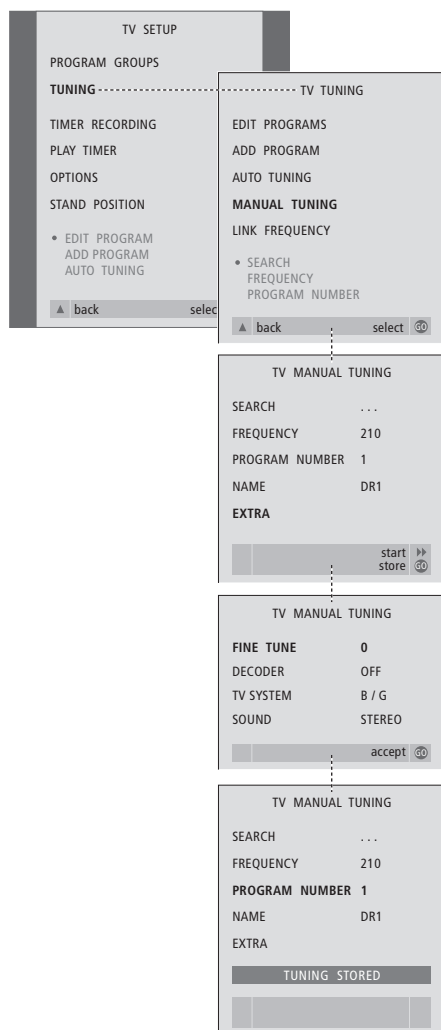 TV SETUP
PROGRAM GROUPS
TUNING
TIMER RECORDING
PLAY TIMER
OPTIONS
STAND POSITION
• EDIT PROGRAM
ADD PROGRAM
AUTO TUNING
▲ back selec
TV TUNING
EDIT PROGRAMS
ADD PROGRAM
AUTO TUNING
MANUAL TUNING
LINK FREQUENCY
• SEARCH
FREQUENCY
PROGRAM NUMBER
▲ back select GO
TV MANUAL TUNING
SEARCH . . .
FREQUENCY 210
PROGRAM NUMBER 1
NAME DR1
EXTRA
start ▶▶
store GO
TV MANUAL TUNING
FINE TUNE 0
DECODER OFF
TV SYSTEM B / G
SOUND STEREO
accept GO
TV MANUAL TUNING
SEARCH . . .
FREQUENCY 210
PROGRAM NUMBER 1
NAME DR1
EXTRA
TUNING STORED